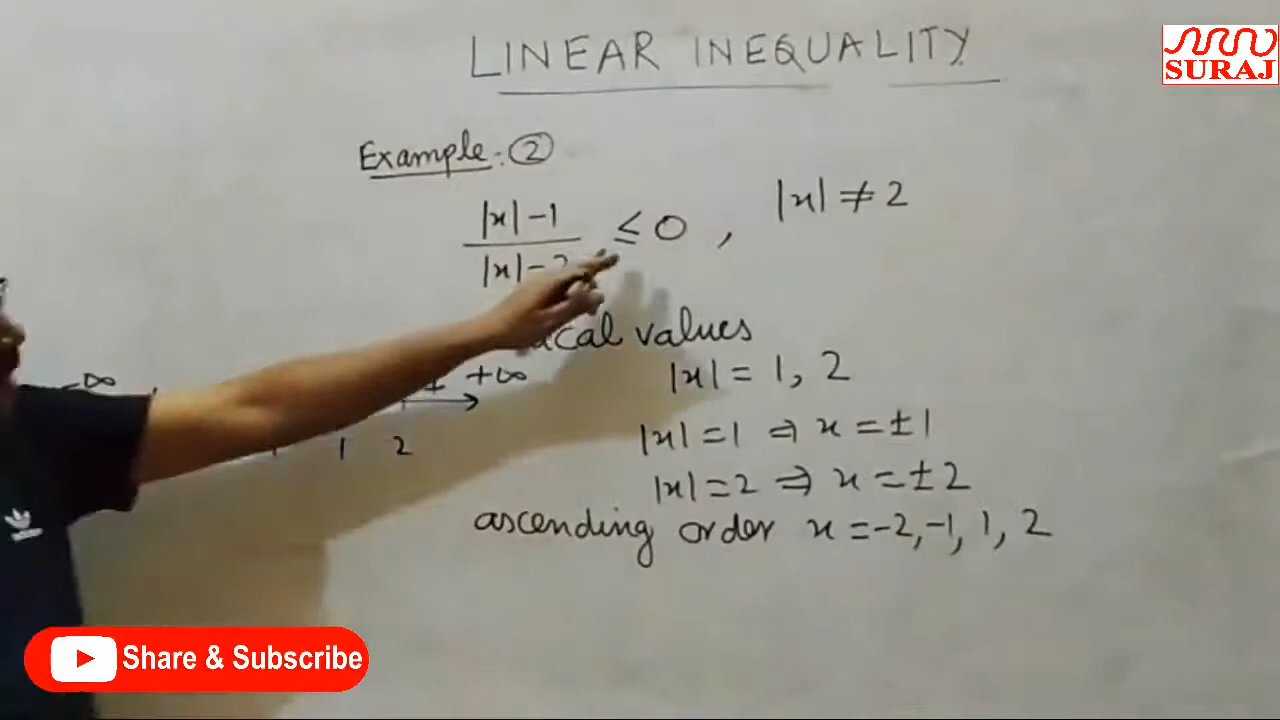 LINEAR INEQUALITY
SURAJ
Example:- ②
|x| -1
|x| -
≤ 0 , |x| ≠ 2
values
|x| = 1, 2
-∞ + +∞
|x| = 1 ⇒ x = ±1
1 2
|x| = 2 ⇒ x = ±2
ascending order x = -2, -1, 1, 2
Share & Subscribe